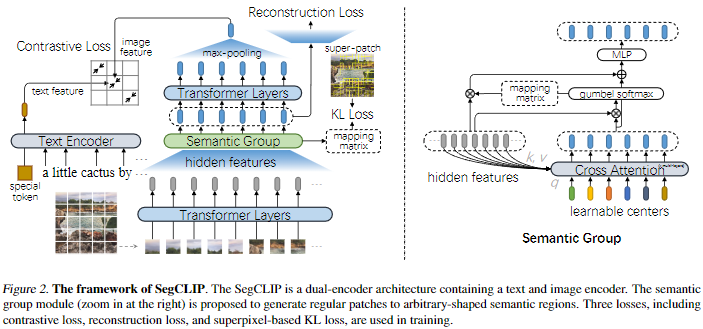 Reconstruction Loss
Contrastive Loss
image
feature
max-pooling
super-patch
text feature
Transformer Layers
KL Loss
Text Encoder
Semantic Group
mapping
matrix
hidden features
a little cactus by ...
special
token
Transformer Layers
MLP
mapping
matrix
gumbel softmax
k, v
hidden features
Cross Attention
q
learnable centers
Semantic Group
Figure 2. The framework of SegCLIP. The SegCLIP is a dual-encoder architecture containing a text and image encoder. The semantic
group module (zoom in at the right) is proposed to generate regular patches to arbitrary-shaped semantic regions. Three losses, including
contrastive loss, reconstruction loss, and superpixel-based KL loss, are used in training.